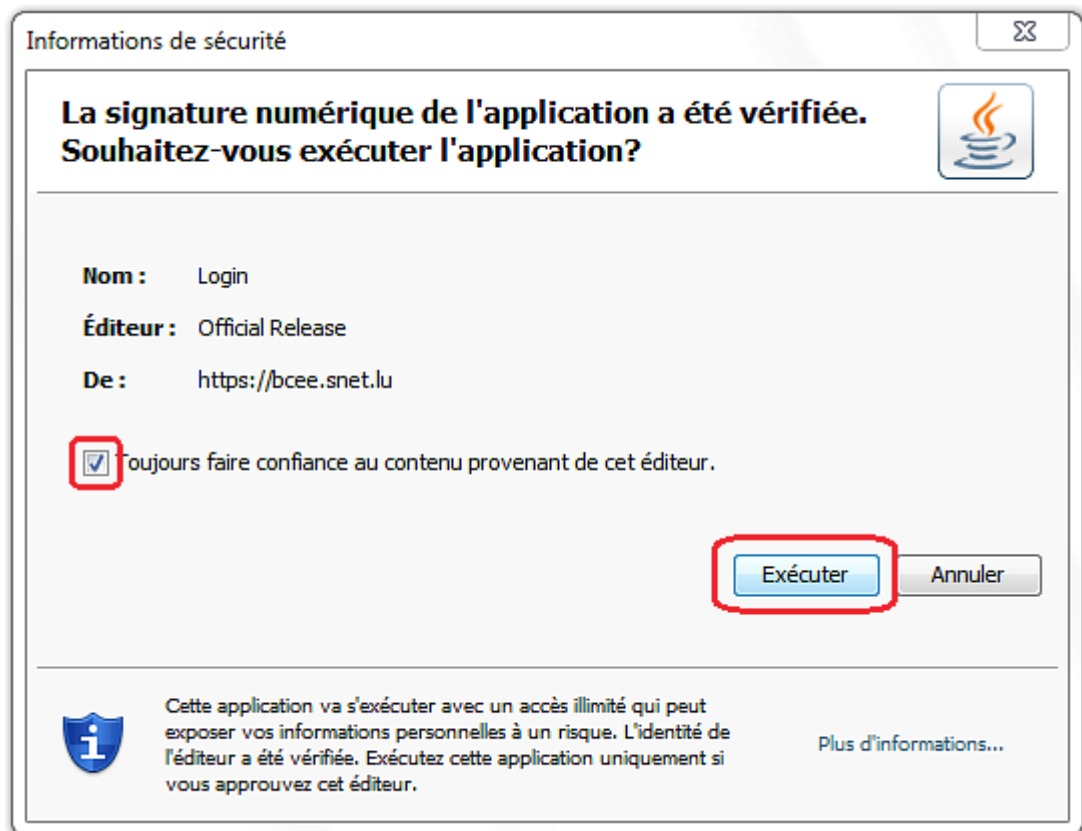 Informations de sécurité
La signature numérique de l'application a été vérifiée.
Souhaitez-vous exécuter l'application?
Nom : Login
Éditeur : Official Release
De : https://bcee.snet.lu
Toujours faire confiance au contenu provenant de cet éditeur.
Exécuter Annuler
Cette application va s'exécuter avec un accès illimité qui peut
exposer vos informations personnelles à un risque. L'identité de
l'éditeur a été vérifiée. Exécutez cette application uniquement si
vous approuvez cet éditeur.
Plus d'informations...